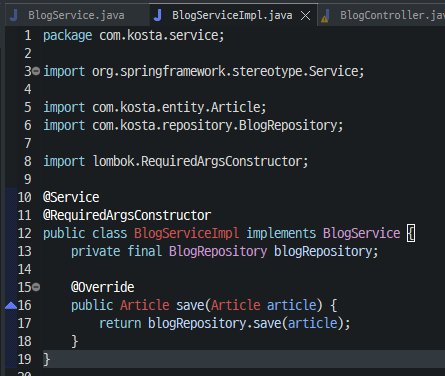 BlogService.java BlogServiceImpl.java BlogController.jav
1 package com.kosta.service;
2
3 import org.springframework.stereotype.Service;
4
5 import com.kosta.entity.Article;
6 import com.kosta.repository.BlogRepository;
7
8 import lombok.RequiredArgsConstructor;
9
10 @Service
11 @RequiredArgsConstructor
12 public class BlogServiceImpl implements BlogService {
13     private final BlogRepository blogRepository;
14
15     @Override
16     public Article save(Article article) {
17         return blogRepository.save(article);
18     }
19 }
20